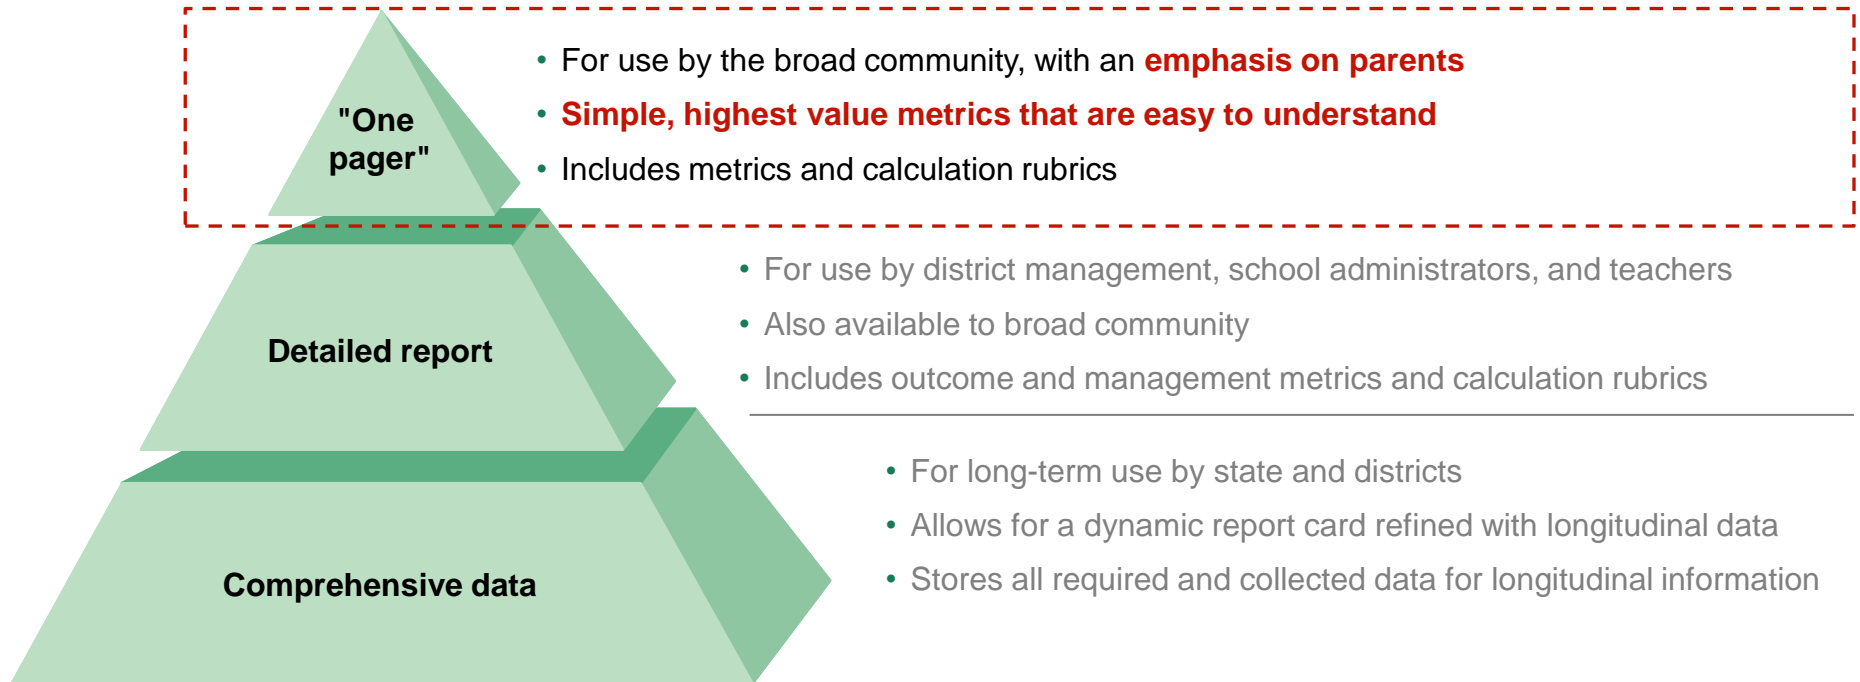 "One
pager"
• For use by the broad community, with an emphasis on parents
• Simple, highest value metrics that are easy to understand
• Includes metrics and calculation rubrics
Detailed report
• For use by district management, school administrators, and teachers
• Also available to broad community
• Includes outcome and management metrics and calculation rubrics
Comprehensive data
• For long-term use by state and districts
• Allows for a dynamic report card refined with longitudinal data
• Stores all required and collected data for longitudinal information